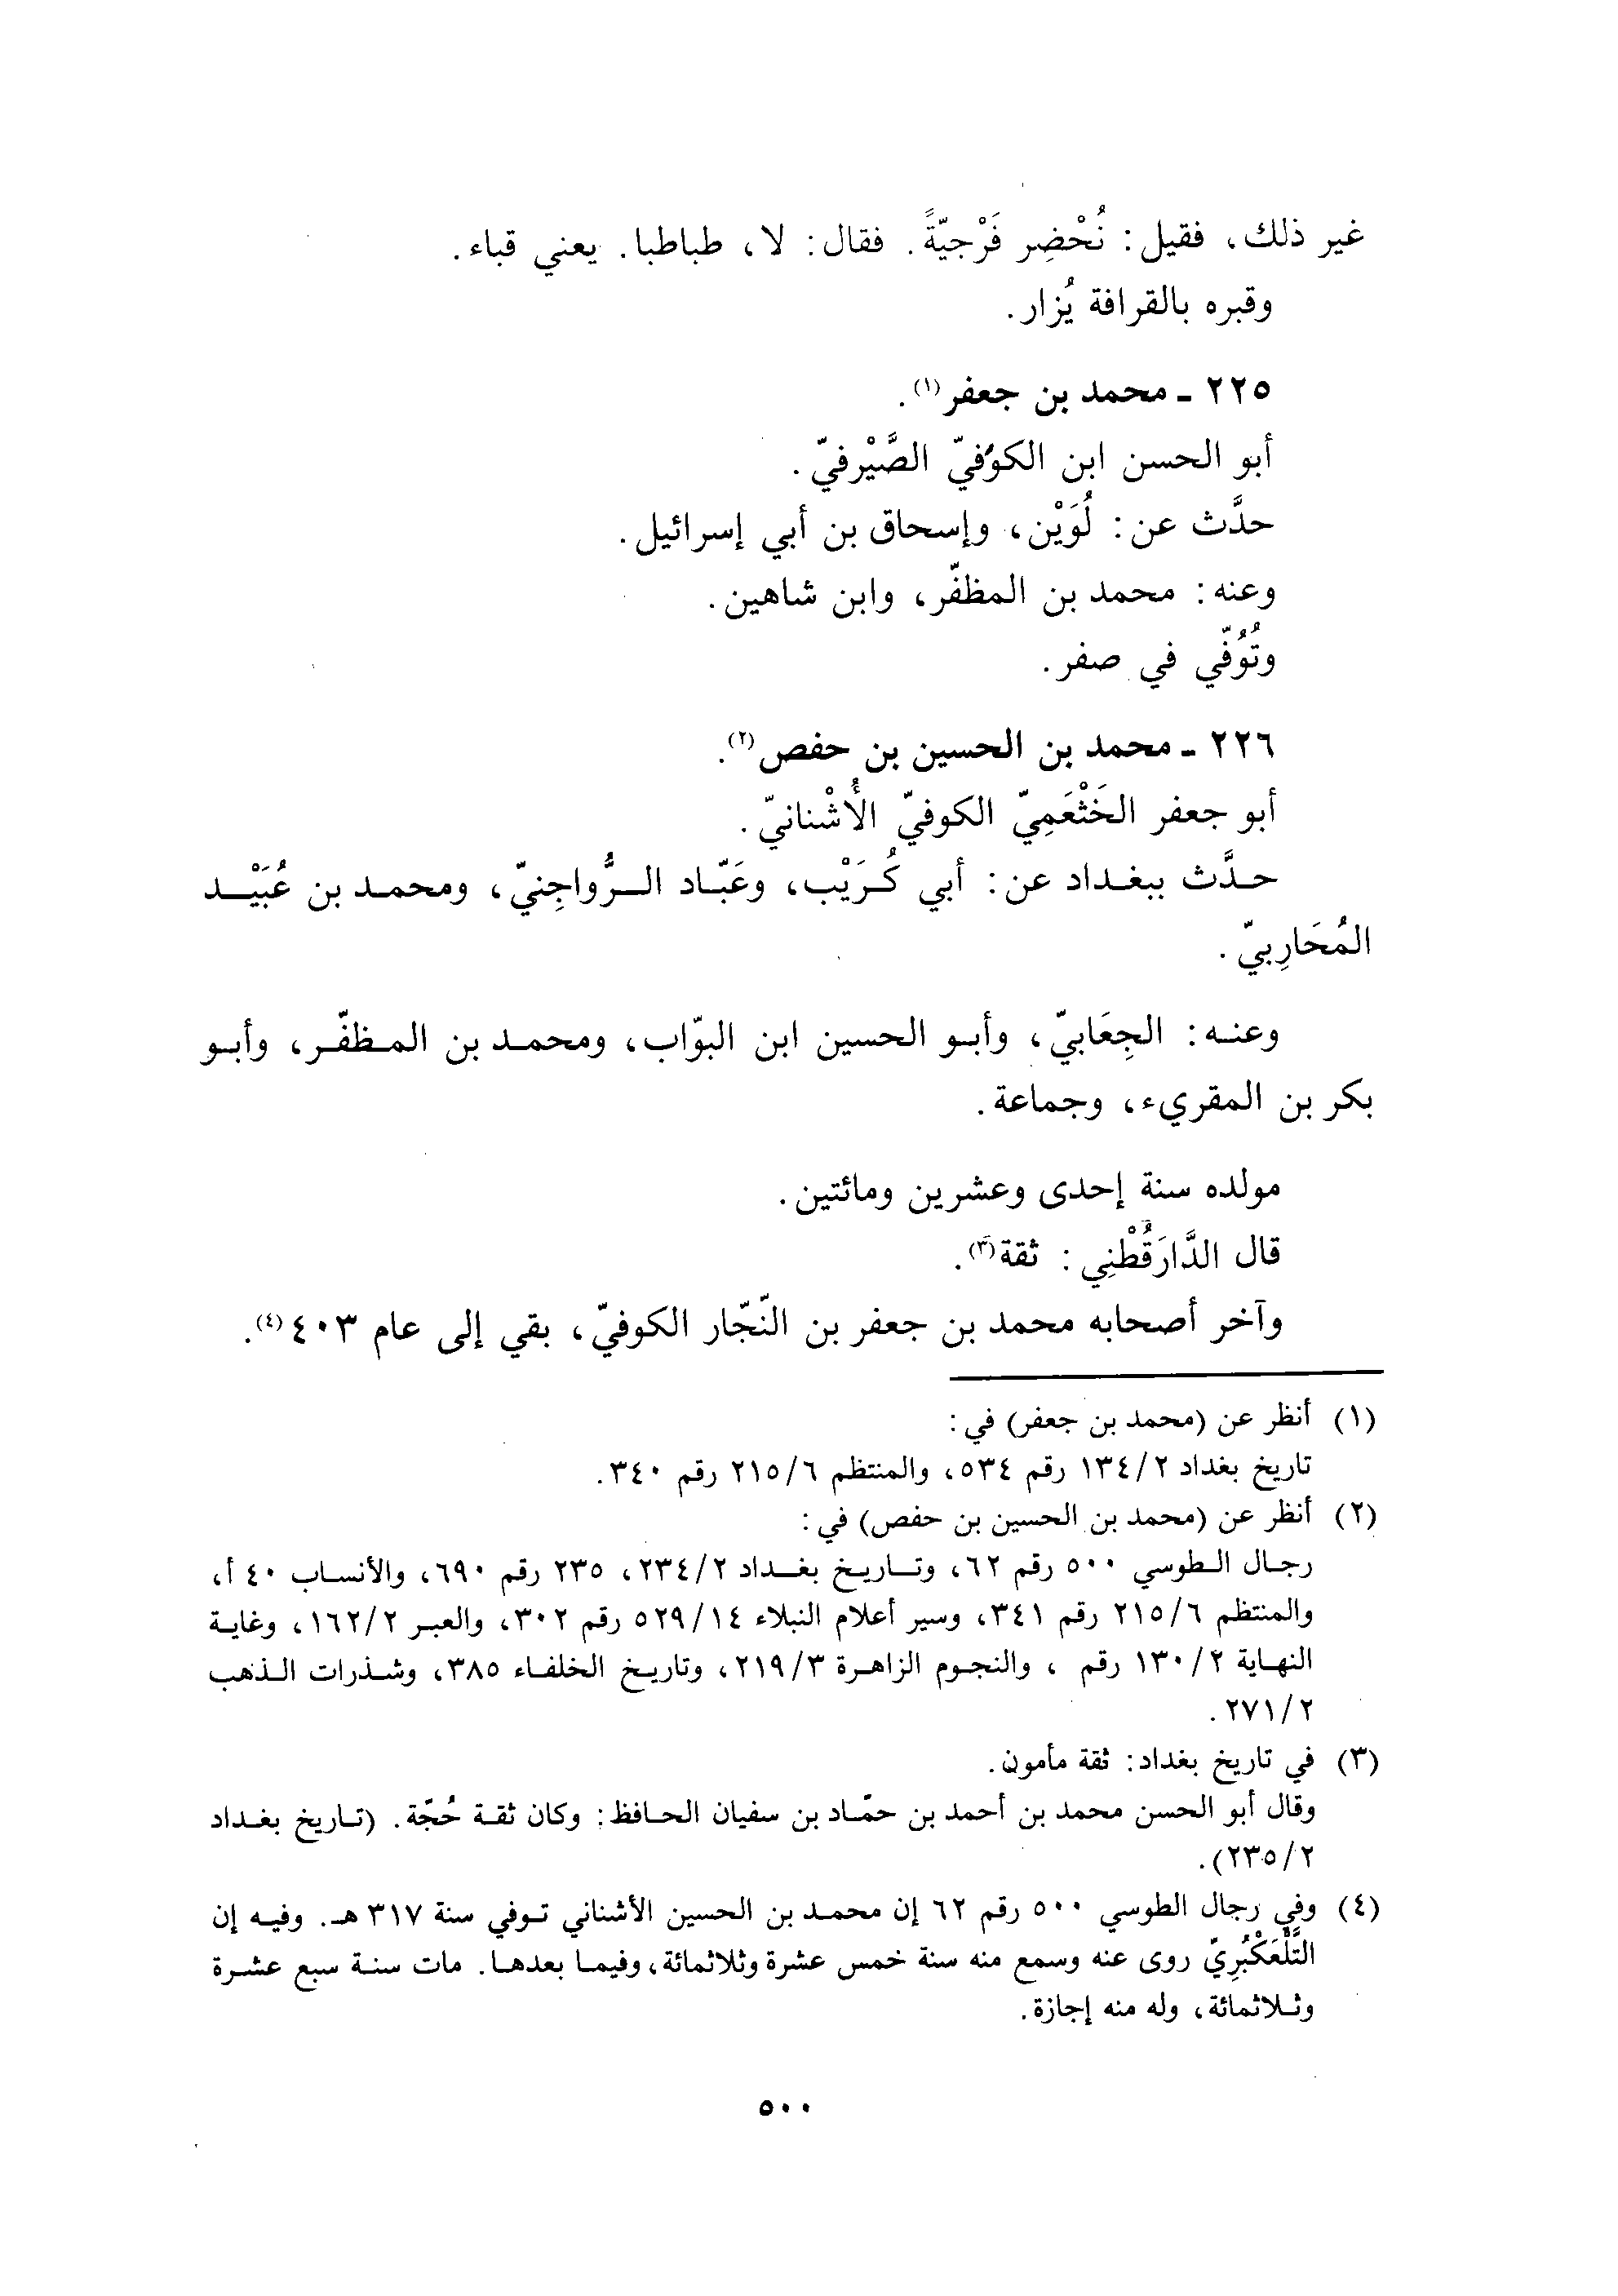 غير ذلك، فقيل: نُحْضِر فَرْجيّةً. فقال: لا، طباطبا. يعني قباء.
وقبره بالقرافة يُزار.
٢٢٥ ـ محمد بن جعفر(١).
أبو الحسن ابن الكوفيّ الصَّيْرفيّ.
حدَّث عن: لُوَيْن، وإسحاق بن أبي إسرائيل.
وعنه: محمد بن المظفّر، وابن شاهين.
وتُوُفّي في صفر.
٢٢٦ ـ محمد بن الحسين بن حفص(٢).
أبو جعفر الخَثْعَمِيّ الكوفيّ الأُشْنانيّ.
حدَّث ببغداد عن: أبي كُرَيْب، وعَبّاد الرُّواجِنيّ، ومحمد بن عُبَيْد
المُحَارِبيّ.
وعنه: الجِعَابيّ، وأبو الحسين ابن البوّاب، ومحمد بن المظفّر، وأبو
بكر بن المقريء، وجماعة.
مولده سنة إحدى وعشرين ومائتين.
قال الدَّارَقُطْنِي: ثقة(٣).
وآخر أصحابه محمد بن جعفر بن النّجّار الكوفيّ، بقي إلى عام ٤٠٣(٤).
(١) أنظر عن (محمد بن جعفر) في:
تاريخ بغداد ١٣٤/٢ رقم ٥٣٤، والمنتظم ٢١٥/٦ رقم ٣٤٠.
(٢) أنظر عن (محمد بن الحسين بن حفص) في:
رجال الطوسي ٥٠٠ رقم ٦٢، وتاريخ بغداد ٢٣٤/٢، ٢٣٥ رقم ٦٩٠، والأنساب ٤٠ أ،
والمنتظم ٢١٥/٦ رقم ٣٤١، وسير أعلام النبلاء ٥٢٩/١٤ رقم ٣٠٢، والعبر ١٦٢/٢، وغاية
النهاية ١٣٠/٢ رقم ، والنجوم الزاهرة ٢١٩/٣، وتاريخ الخلفاء ٣٨٥، وشذرات الذهب
٢٧١/٢.
(٣) في تاريخ بغداد: ثقة مأمون.
وقال أبو الحسن محمد بن أحمد بن حمّاد بن سفيان الحافظ: وكان ثقة حُجّة. (تاريخ بغداد
٢٣٥/٢).
(٤) وفي رجال الطوسي ٥٠٠ رقم ٦٢ إن محمد بن الحسين الأشناني توفي سنة ٣١٧ هـ. وفيه إن
التَّلْعَكْبُرِيّ روى عنه وسمع منه سنة خمس عشرة وثلاثمائة، وفيما بعدها. مات سنة سبع عشرة
وثلاثمائة، وله منه إجازة.
٥٠٠